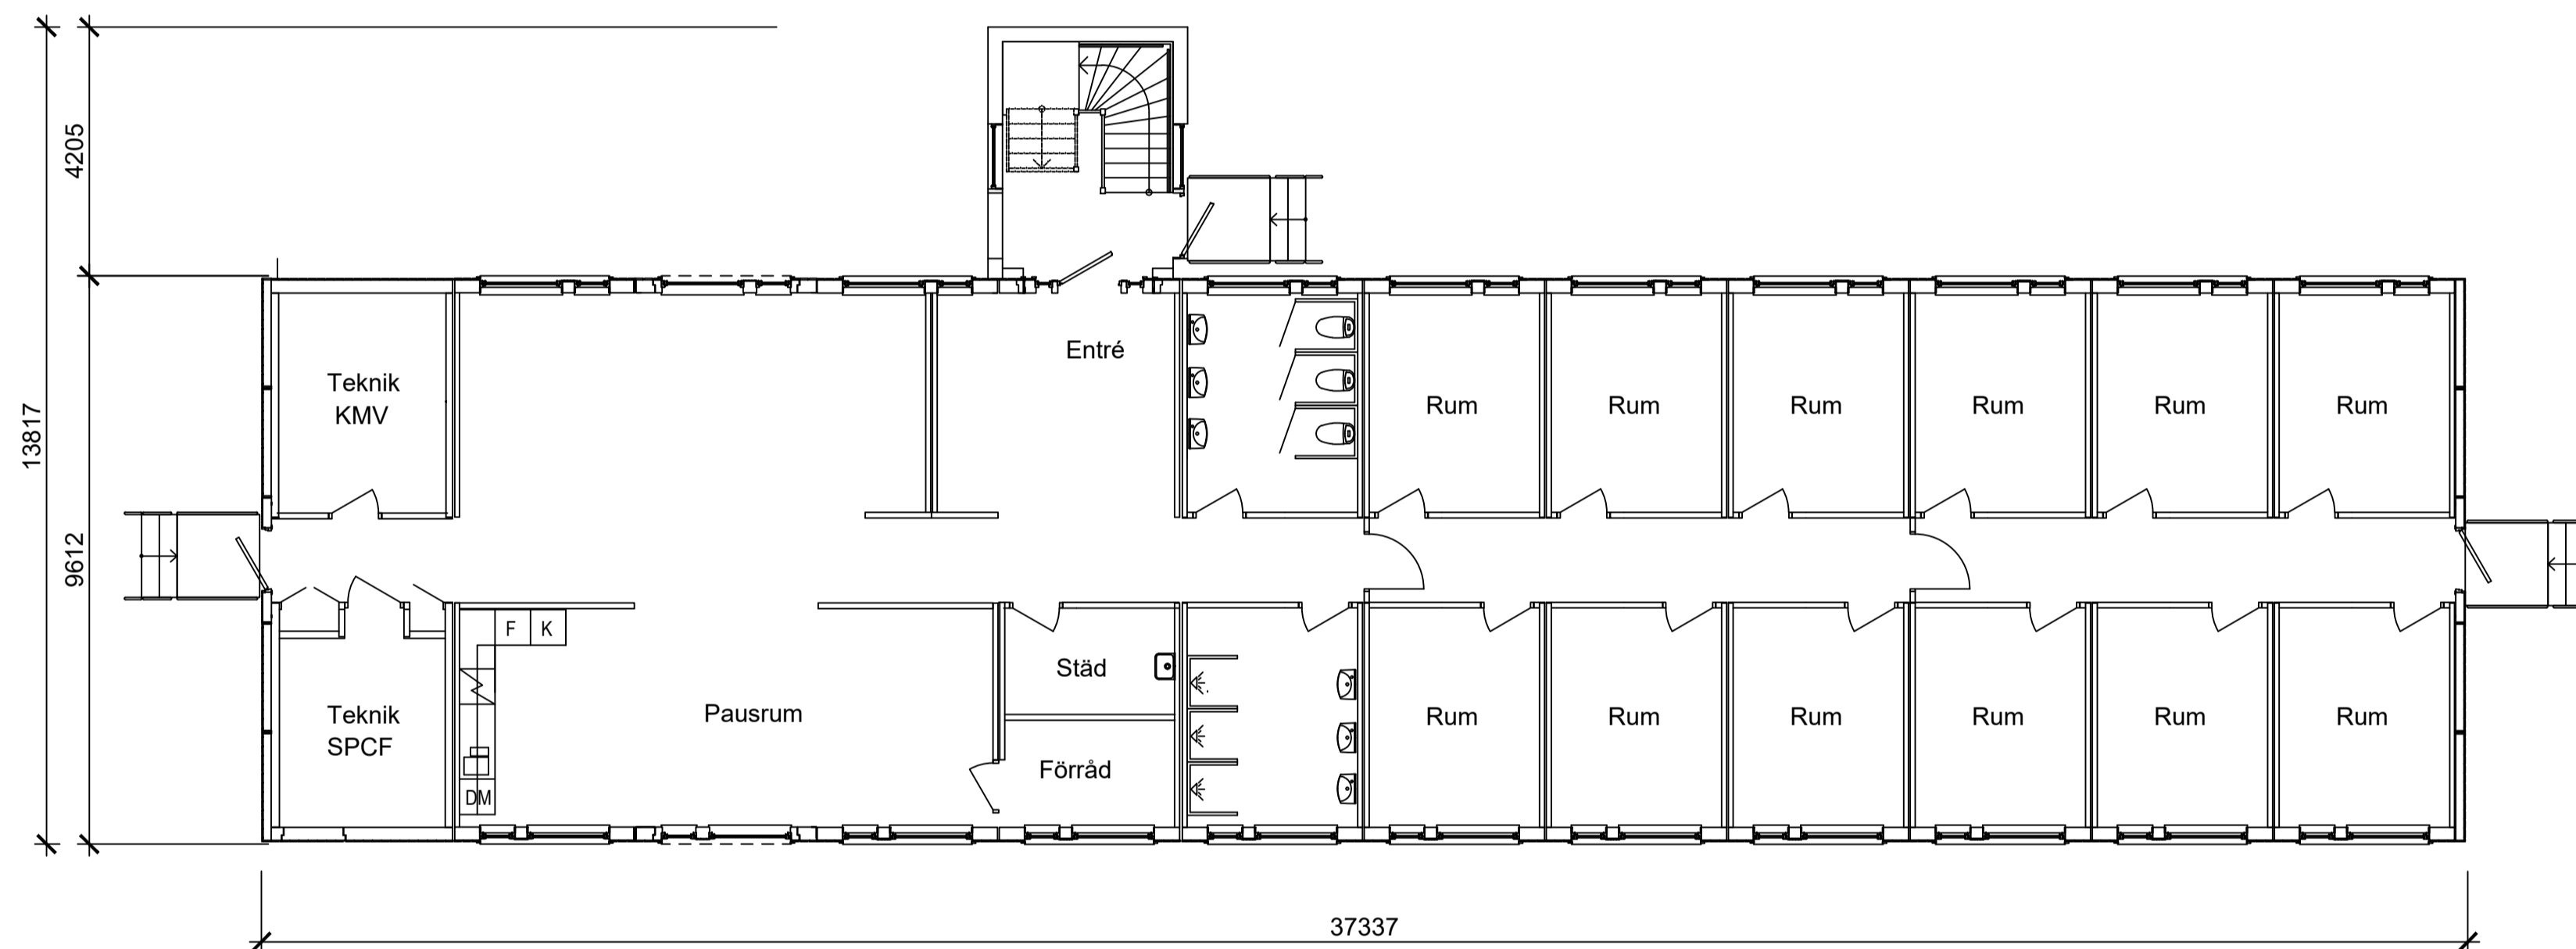 4205
13817
9612
Entré
Teknik
KMV
Rum
Rum
Rum
Rum
Rum
Rum
F
K
Städ
Teknik
SPCF
Pausrum
Rum
Rum
Rum
Rum
Rum
Rum
Förråd
DM
37337